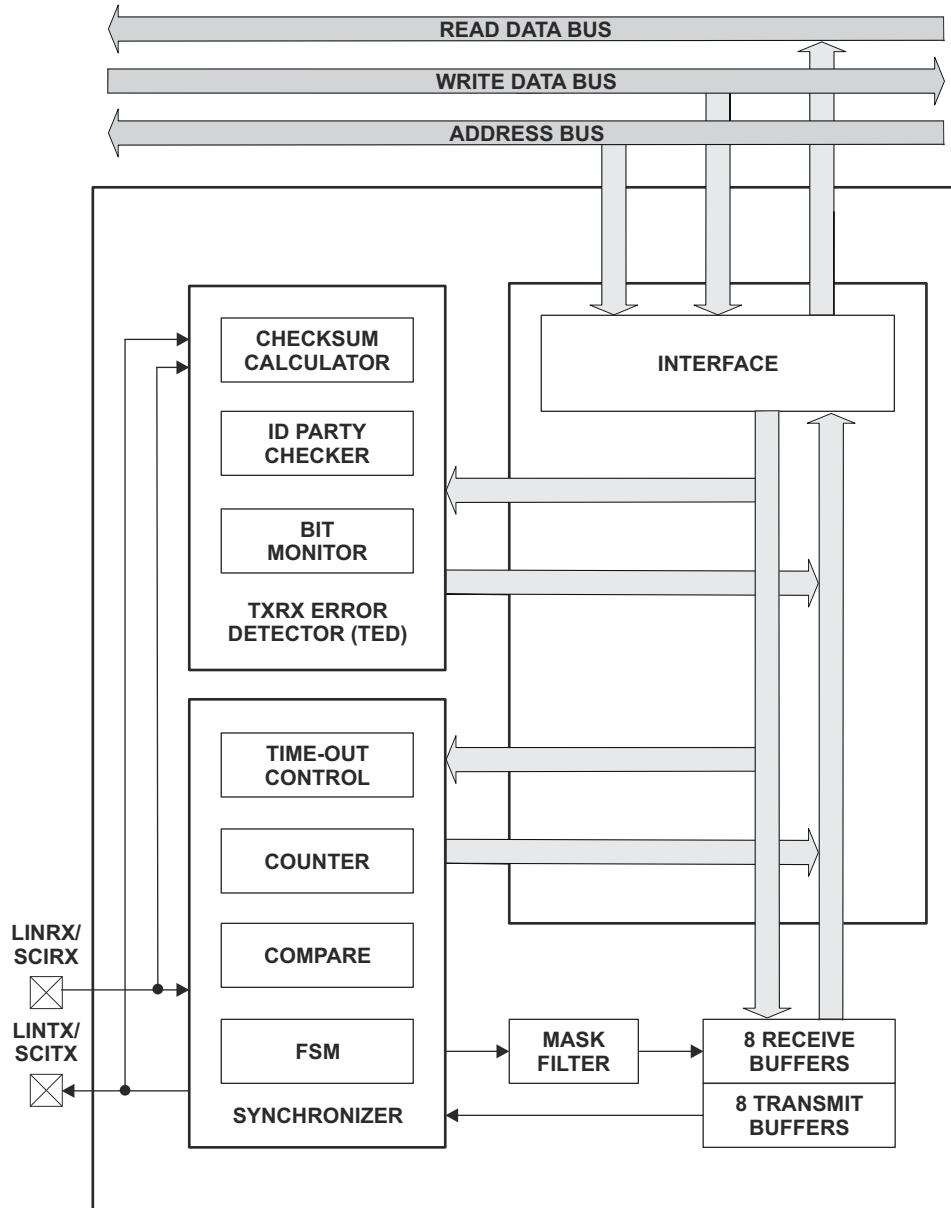 READ DATA BUS
WRITE DATA BUS
ADDRESS BUS
CHECKSUM
CALCULATOR
INTERFACE
ID PARTY
CHECKER
BIT
MONITOR
TXRX ERROR
DETECTOR (TED)
TIME-OUT
CONTROL
COUNTER
COMPARE
LINRX/
SCIRX
LINTX/
SCITX
FSM
SYNCHRONIZER
MASK
FILTER
8 RECEIVE
BUFFERS
8 TRANSMIT
BUFFERS